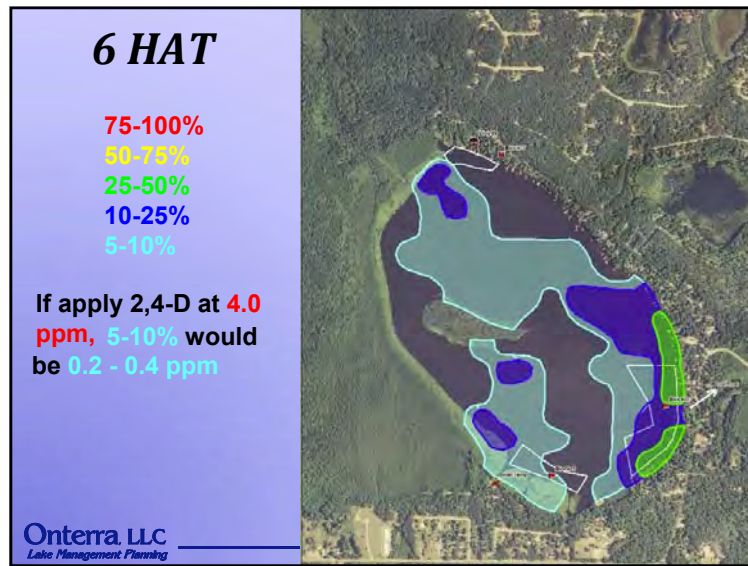 6 HAT
75-100%
50-75%
25-50%
10-25%
5-10%
If apply 2,4-D at 4.0
ppm, 5-10% would
be 0.2 - 0.4 ppm
Onterra, LLC
Lake Management Planning